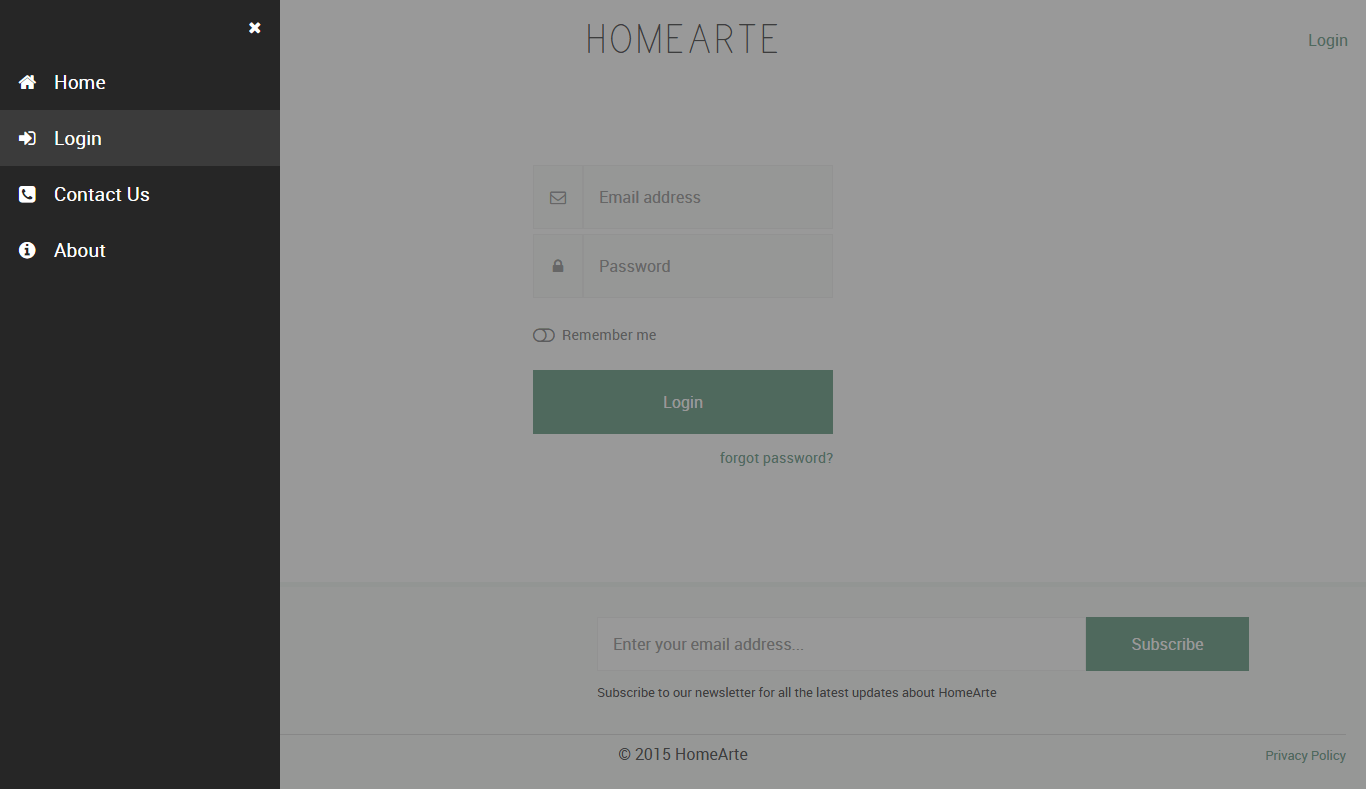 Home
Login
Contact Us
About
HOMEARTE
Login
Email address
Password
Remember me
Login
forgot password?
Enter your email address...
Subscribe
Subscribe to our newsletter for all the latest updates about HomeArte
© 2015 HomeArte
Privacy Policy